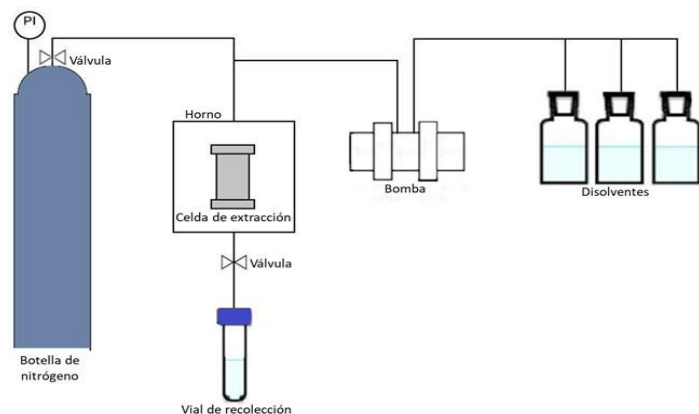 PI
Válvula
Horno
Celda de extracción
Bomba
Disolventes
Válvula
Botella de
nitrógeno
Vial de recolección